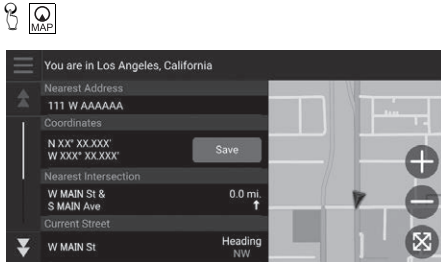 MAP
You are in Los Angeles, California
Nearest Address
111 W AAAAAA
Coordinates
N XX° XX.XXX'
W XXX° XX.XXX'
Save
Nearest Intersection
W MAIN St &
S MAIN Ave
0.0 mi.
Current Street
W MAIN St
Heading
NW